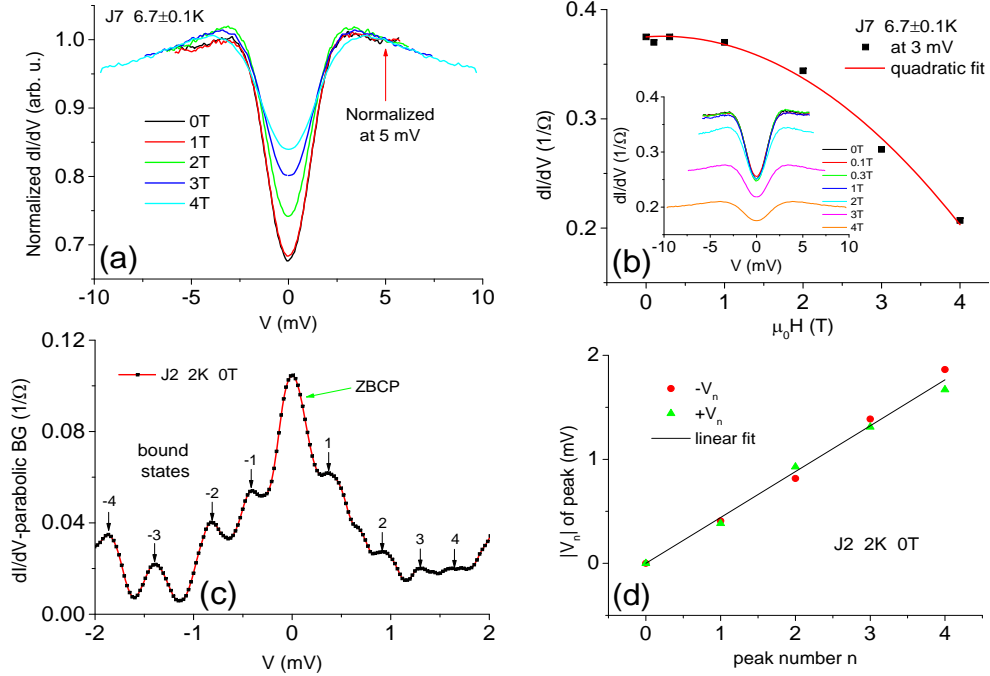 J7 6.7±0.1K
1.0
0.9
0.8
0.7
Normalized dI/dV (arb. u.)
Normalized
at 5 mV
0T
1T
2T
3T
4T
(a)
-10
-5
0
5
10
V (mV)
0.4
0.3
0.2
dI/dV (1/Ω)
J7 6.7±0.1K
at 3 mV
quadratic fit
0.4
0.3
0.2
dI/dV (1/Ω)
0T
0.1T
0.3T
1T
2T
3T
4T
-10
-5
0
5
10
V (mV)
(b)
0
1
2
3
4
μ0H (T)
0.12
0.08
0.04
0.00
dI/dV-parabolic BG (1/Ω)
J2 2K 0T
ZBCP
bound
states
-4
-3
-2
-1
1
2
3
4
(c)
-2
-1
0
1
2
V (mV)
2
1
0
|Vn| of peak (mV)
-Vn
+Vn
linear fit
J2 2K 0T
(d)
0
1
2
3
4
peak number n